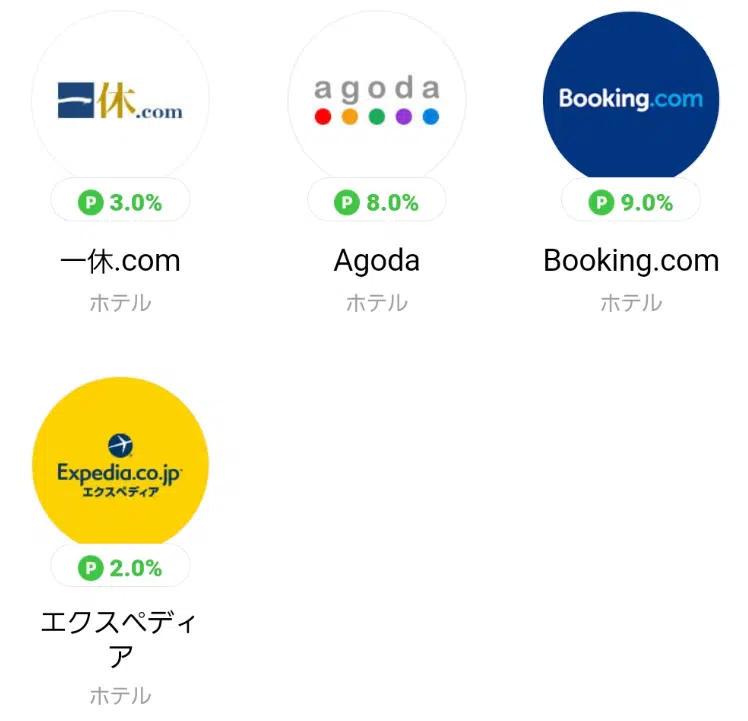 一休.com
agoda
Booking.com
P 3.0%
P 8.0%
P 9.0%
一休.com
Agoda
Booking.com
ホテル
ホテル
ホテル
Expedia.co.jp
エクスペディア
P 2.0%
エクスペディ
ア
ホテル